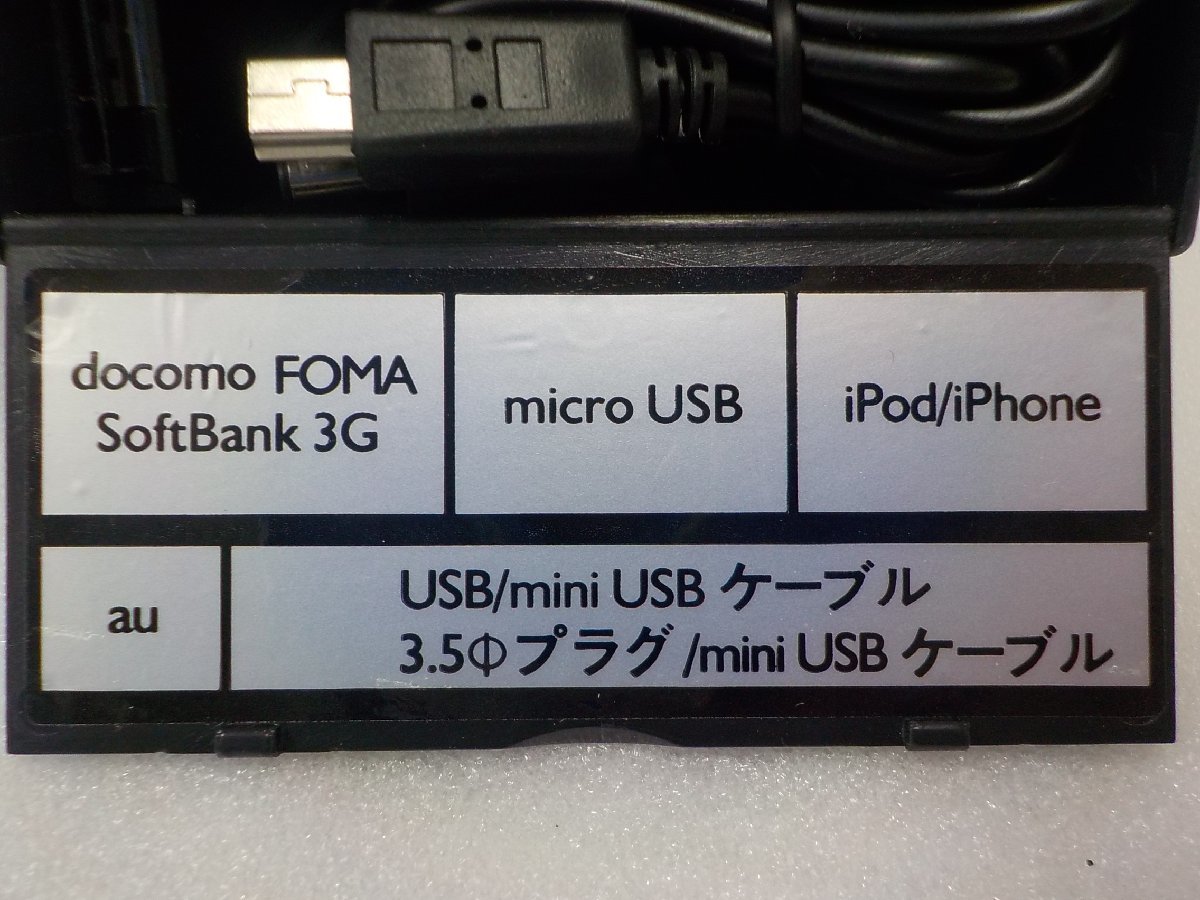 docomo FOMA
SoftBank 3G
micro USB
iPod/iPhone
au
USB/mini USB ケーブル
3.5Φプラグ/mini USB ケーブル